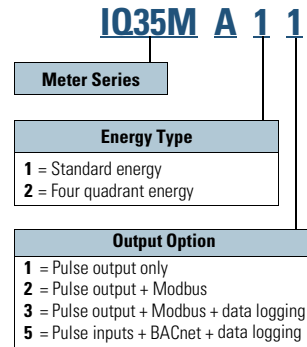 IQ35M A 1 1
Meter Series
Energy Type
1 = Standard energy
2 = Four quadrant energy
Output Option
1 = Pulse output only
2 = Pulse output + Modbus
3 = Pulse output + Modbus + data logging
5 = Pulse inputs + BACnet + data logging